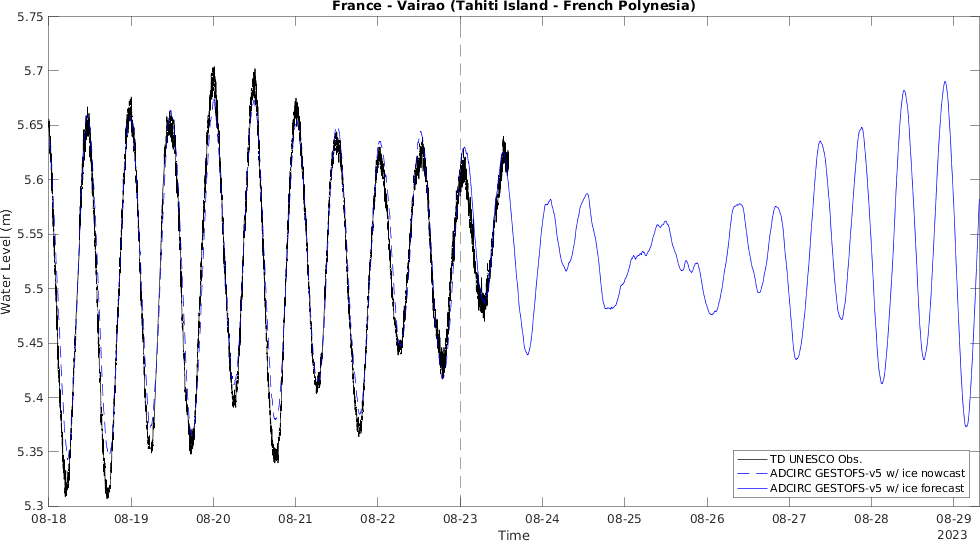 France - Vairao (Tahiti Island - French Polynesia)
5.75
5.7
5.65
5.6
5.55
5.5
5.45
5.4
5.35
5.3
Water Level (m)
TD UNESCO Obs.
ADCIRC GESTOFS-v5 w/ ice nowcast
ADCIRC GESTOFS-v5 w/ ice forecast
08-18 08-19 08-20 08-21 08-22 08-23 08-24 08-25 08-26 08-27 08-28 08-29
Time 2023